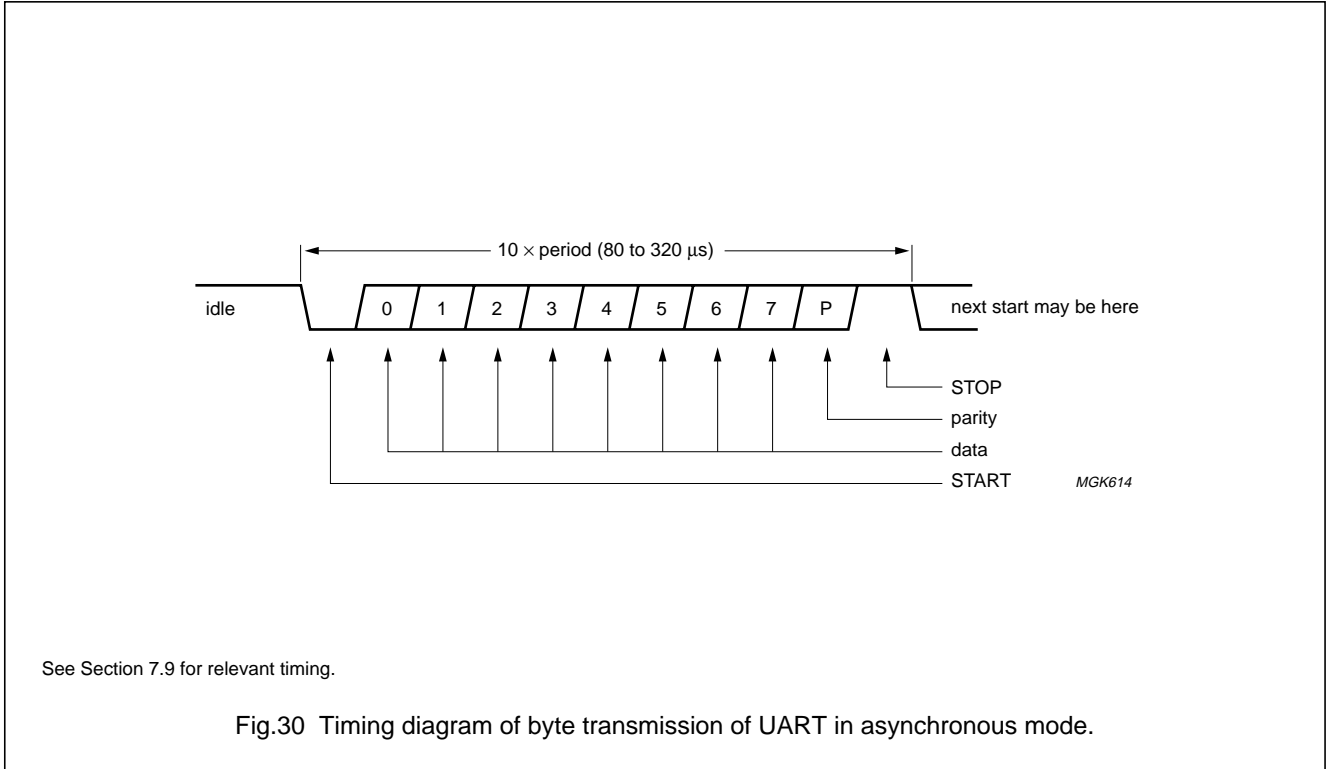 10 × period (80 to 320 μs)
idle
0 1 2 3 4 5 6 7 P
next start may be here
STOP
parity
data
START
MGK614
See Section 7.9 for relevant timing.
Fig.30 Timing diagram of byte transmission of UART in asynchronous mode.